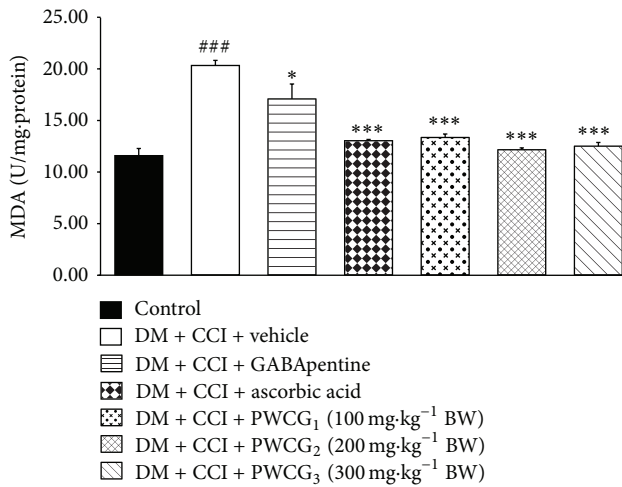 25.00
20.00
15.00
10.00
5.00
0.00
MDA (U/mg·protein)
###
*
***
***
***
***
Control
DM + CCI + vehicle
DM + CCI + GABApentine
DM + CCI + ascorbic acid
DM + CCI + PWCG₁ (100 mg·kg⁻¹ BW)
DM + CCI + PWCG₂ (200 mg·kg⁻¹ BW)
DM + CCI + PWCG₃ (300 mg·kg⁻¹ BW)